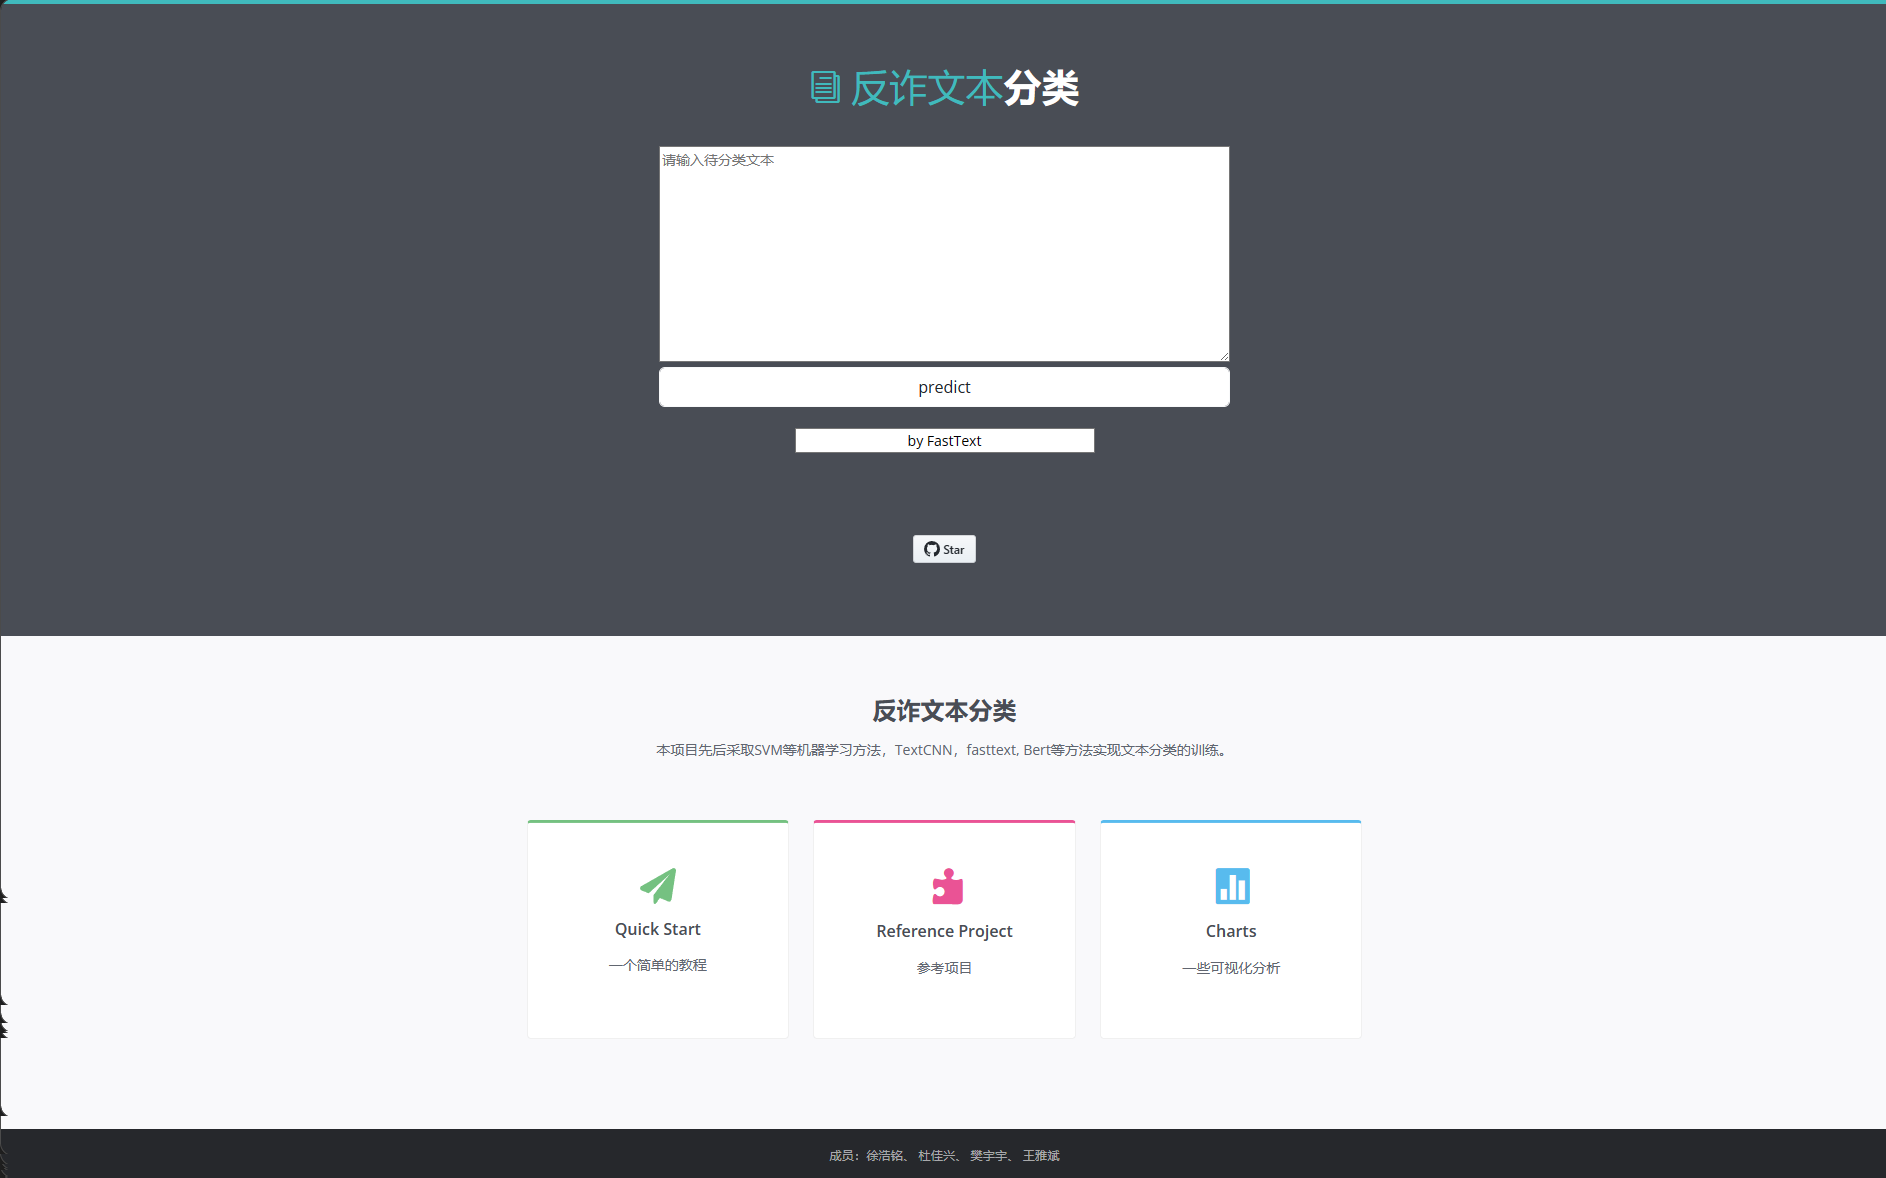 反诈文本分类
请输入待分类文本
predict
by FastText
Star
反诈文本分类
本项目先后采取SVM等机器学习方法，TextCNN，fasttext, Bert等方法实现文本分类的训练。
Quick Start
一个简单的教程
Reference Project
参考项目
Charts
一些可视化分析
成员：徐浩铭、 杜佳兴、 樊宇宇、 王雅斌